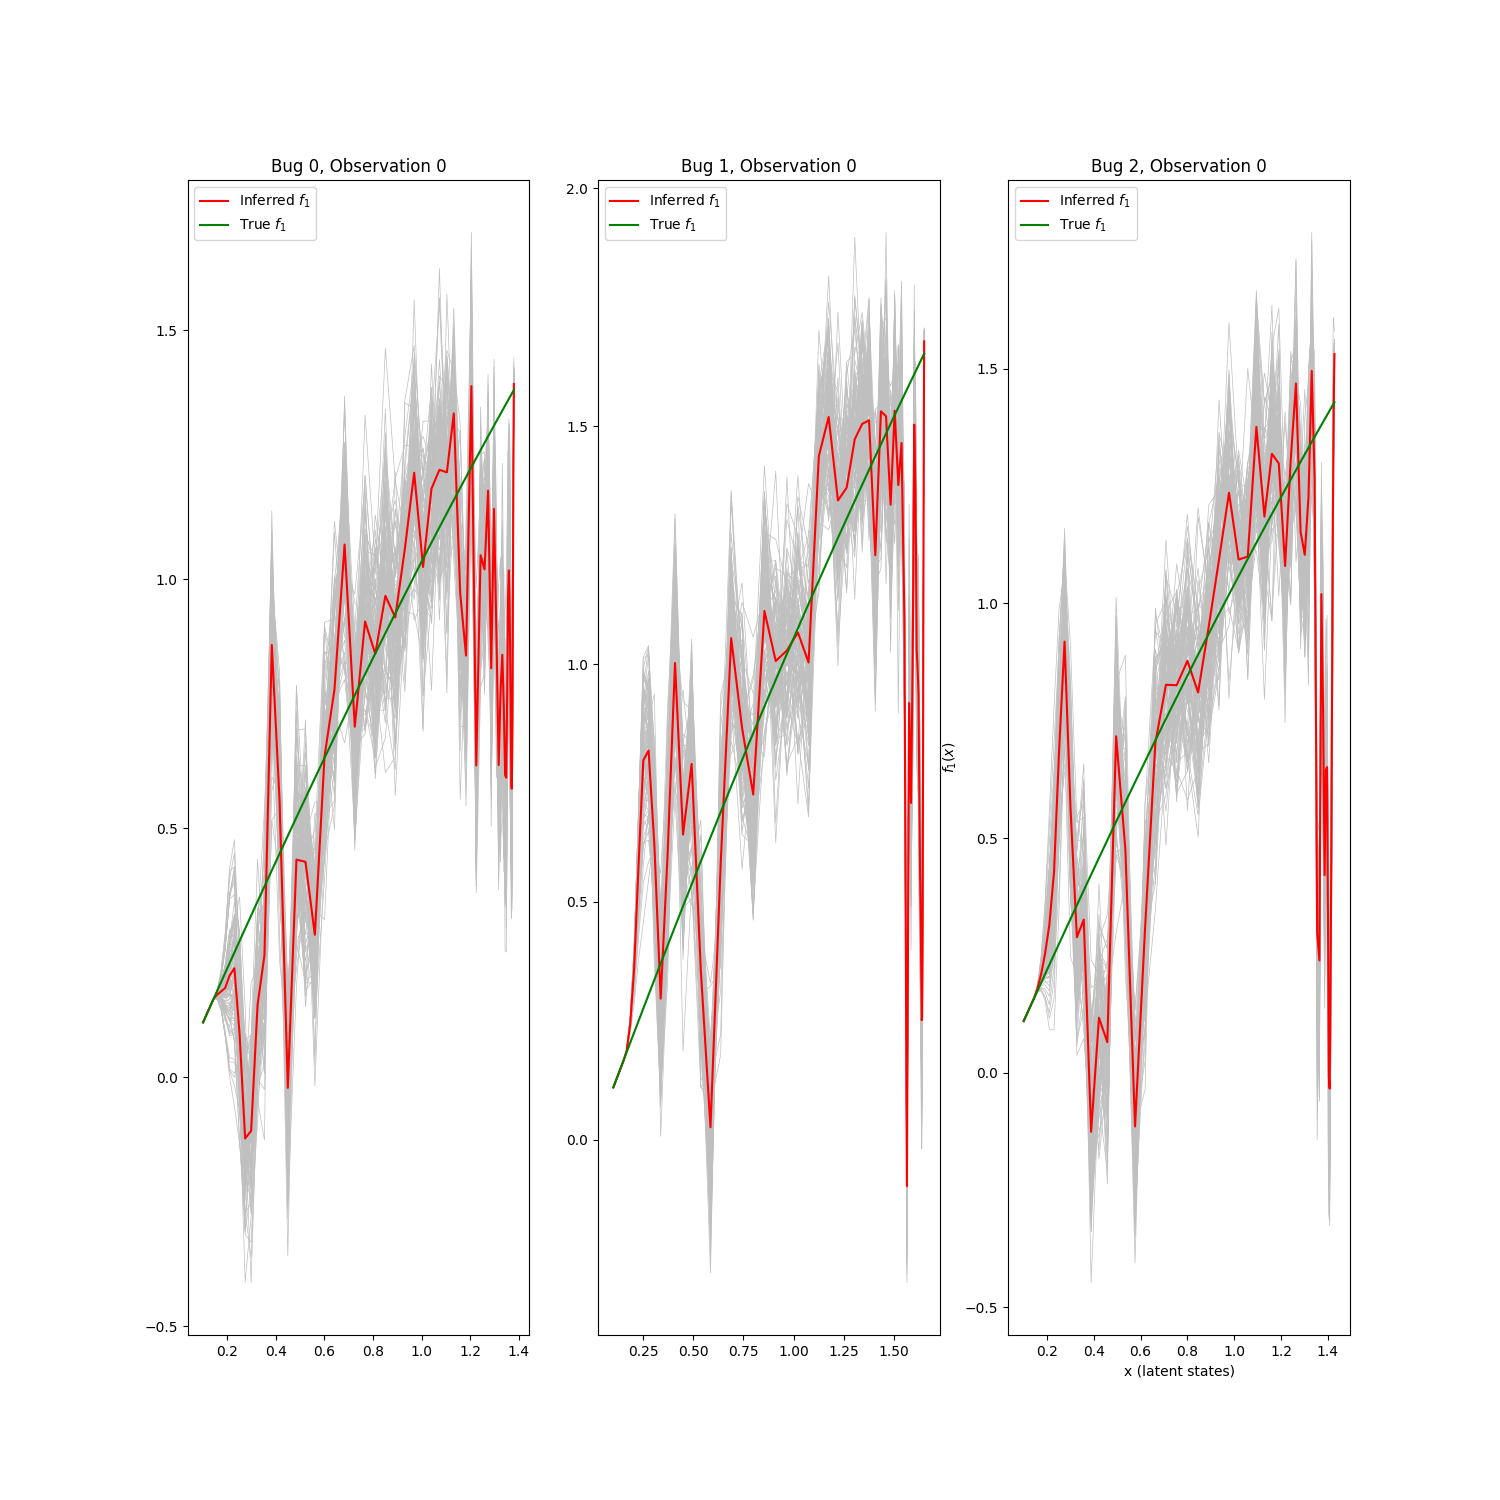 Bug 0, Observation 0
Inferred f₁
True f₁
1.5
1.0
0.5
0.0
−0.5
0.2 0.4 0.6 0.8 1.0 1.2 1.4
Bug 1, Observation 0
Inferred f₁
True f₁
2.0
1.5
1.0
0.5
0.0
0.25 0.50 0.75 1.00 1.25 1.50
Bug 2, Observation 0
Inferred f₁
True f₁
f₁(x)
1.5
1.0
0.5
0.0
−0.5
0.2 0.4 0.6 0.8 1.0 1.2 1.4
x (latent states)